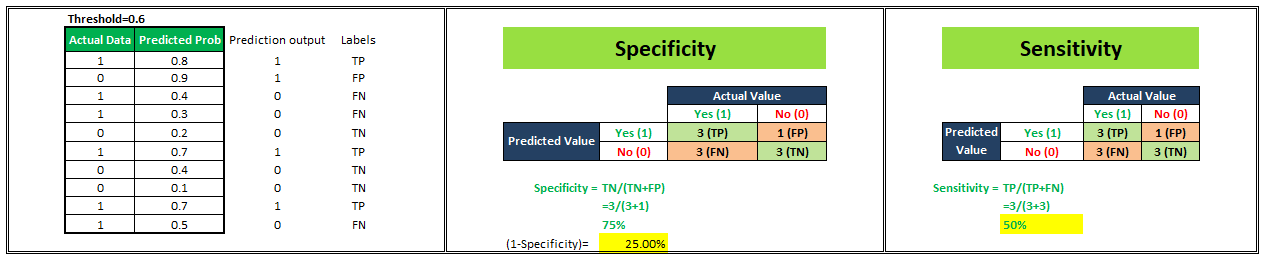 Threshold=0.6
Actual Data Predicted Prob Prediction output Labels
1 0.8 1 TP
0 0.9 1 FP
1 0.4 0 FN
1 0.3 0 FN
0 0.2 0 TN
1 0.7 1 TP
0 0.4 0 TN
0 0.1 0 TN
1 0.7 1 TP
1 0.5 0 FN
Specificity
Actual Value
Yes (1) No (0)
Predicted Value Yes (1) 3 (TP) 1 (FP)
No (0) 3 (FN) 3 (TN)
Specificity = TN/(TN+FP)
=3/(3+1)
75%
(1-Specificity)= 25.00%
Sensitivity
Actual Value
Yes (1) No (0)
Predicted Value
Yes (1) 3 (TP) 1 (FP)
No (0) 3 (FN) 3 (TN)
Sensitivity = TP/(TP+FN)
=3/(3+3)
50%